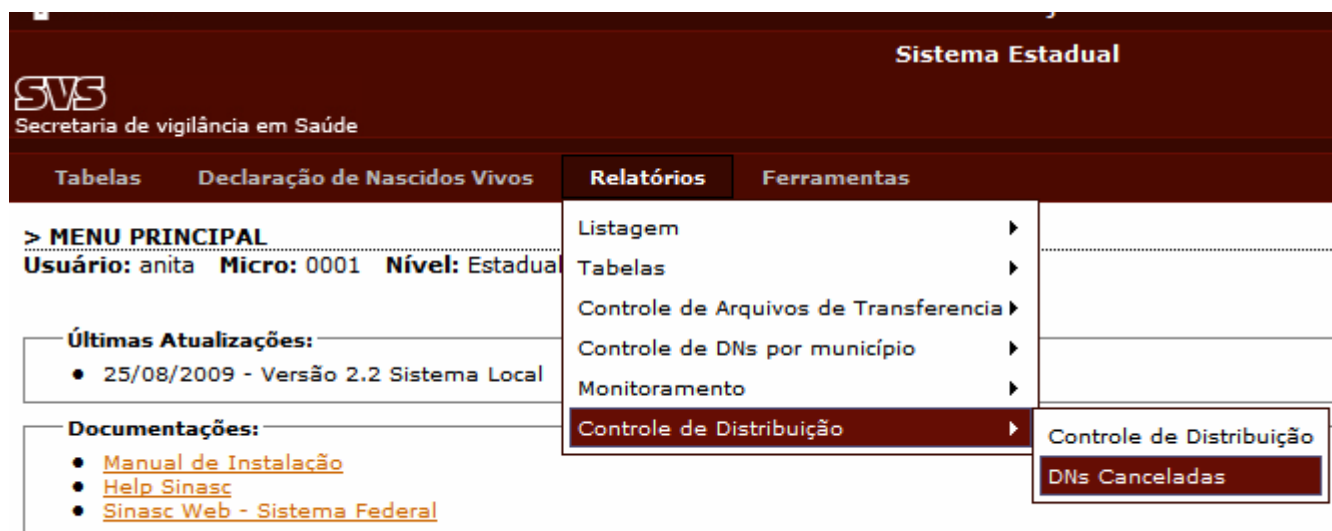 Sistema Estadual
SVS
Secretaria de vigilância em Saúde
Tabelas Declaração de Nascidos Vivos Relatórios Ferramentas
> MENU PRINCIPAL
Usuário: anita Micro: 0001 Nível: Estadual
Listagem
Tabelas
Controle de Arquivos de Transferencia
Controle de DNs por município
Monitoramento
Controle de Distribuição
Controle de Distribuição
DNs Canceladas
Últimas Atualizações:
25/08/2009 - Versão 2.2 Sistema Local
Documentações:
Manual de Instalação
Help Sinasc
Sinasc Web - Sistema Federal